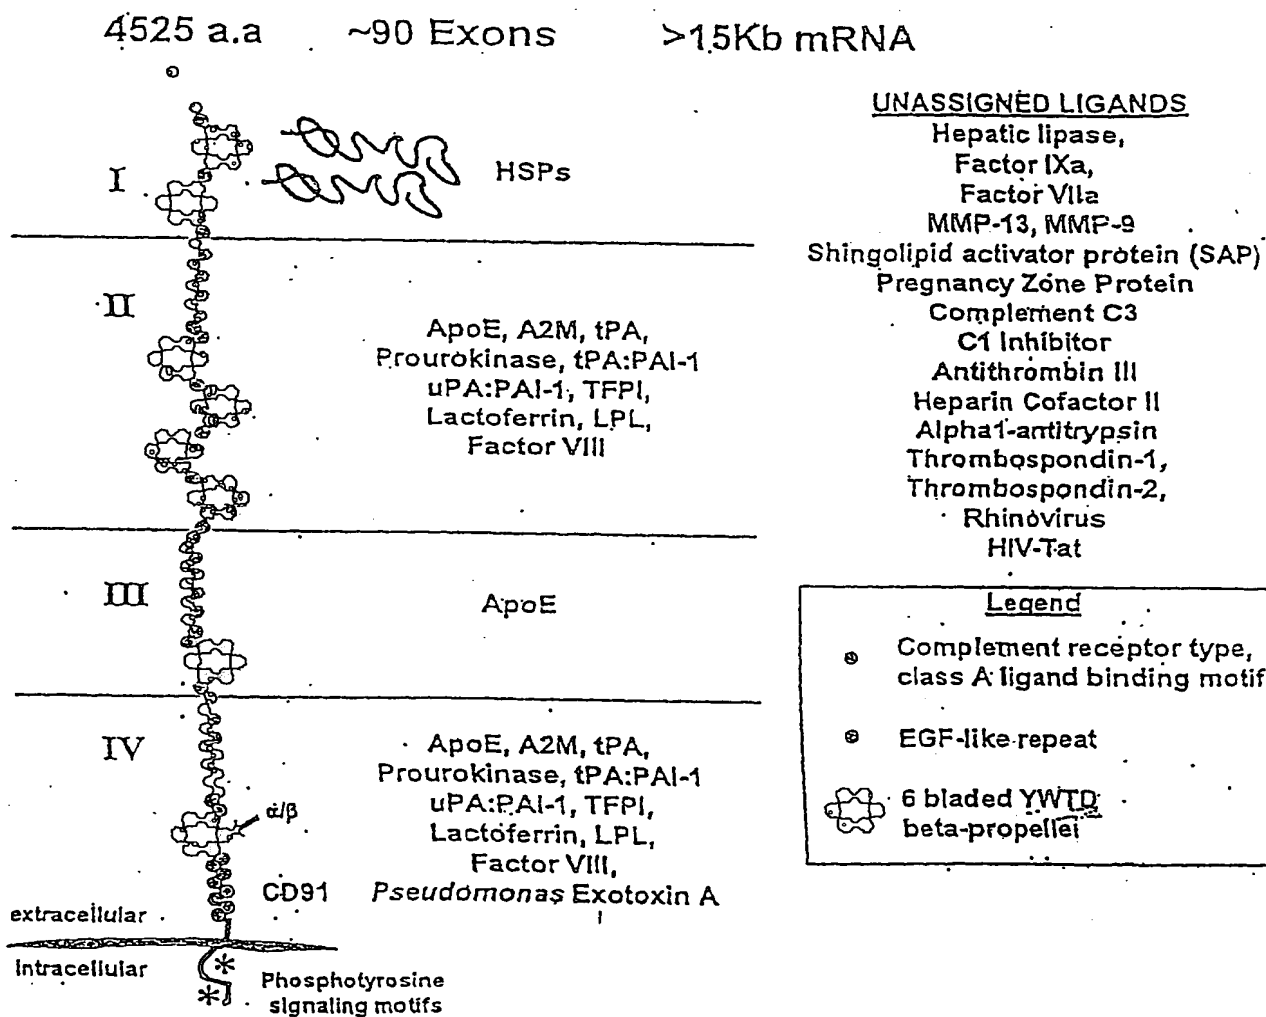 4525 a.a ~90 Exons >15Kb mRNA
I
HSPs
II
ApoE, A2M, tPA,
Prourokinase, tPA:PAI-1
uPA:PAI-1, TFPI,
Lactoferrin, LPL,
Factor VIII
III
ApoE
IV
ApoE, A2M, tPA,
Prourokinase, tPA:PAI-1
uPA:PAI-1, TFPI,
Lactoferrin, LPL,
Factor VIII,
Pseudomonas Exotoxin A
α/β
CD91
extracellular
Intracellular
Phosphotyrosine
signaling motifs
UNASSIGNED LIGANDS
Hepatic lipase,
Factor IXa,
Factor VIIa
MMP-13, MMP-9
Shingolipid activator protein (SAP)
Pregnancy Zone Protein
Complement C3
C1 Inhibitor
Antithrombin III
Heparin Cofactor II
Alpha1-antitrypsin
Thrombospondin-1,
Thrombospondin-2,
Rhinovirus
HIV-Tat
Legend
Complement receptor type,
class A ligand binding motif
EGF-like repeat
6 bladed YWTD
beta-propeller